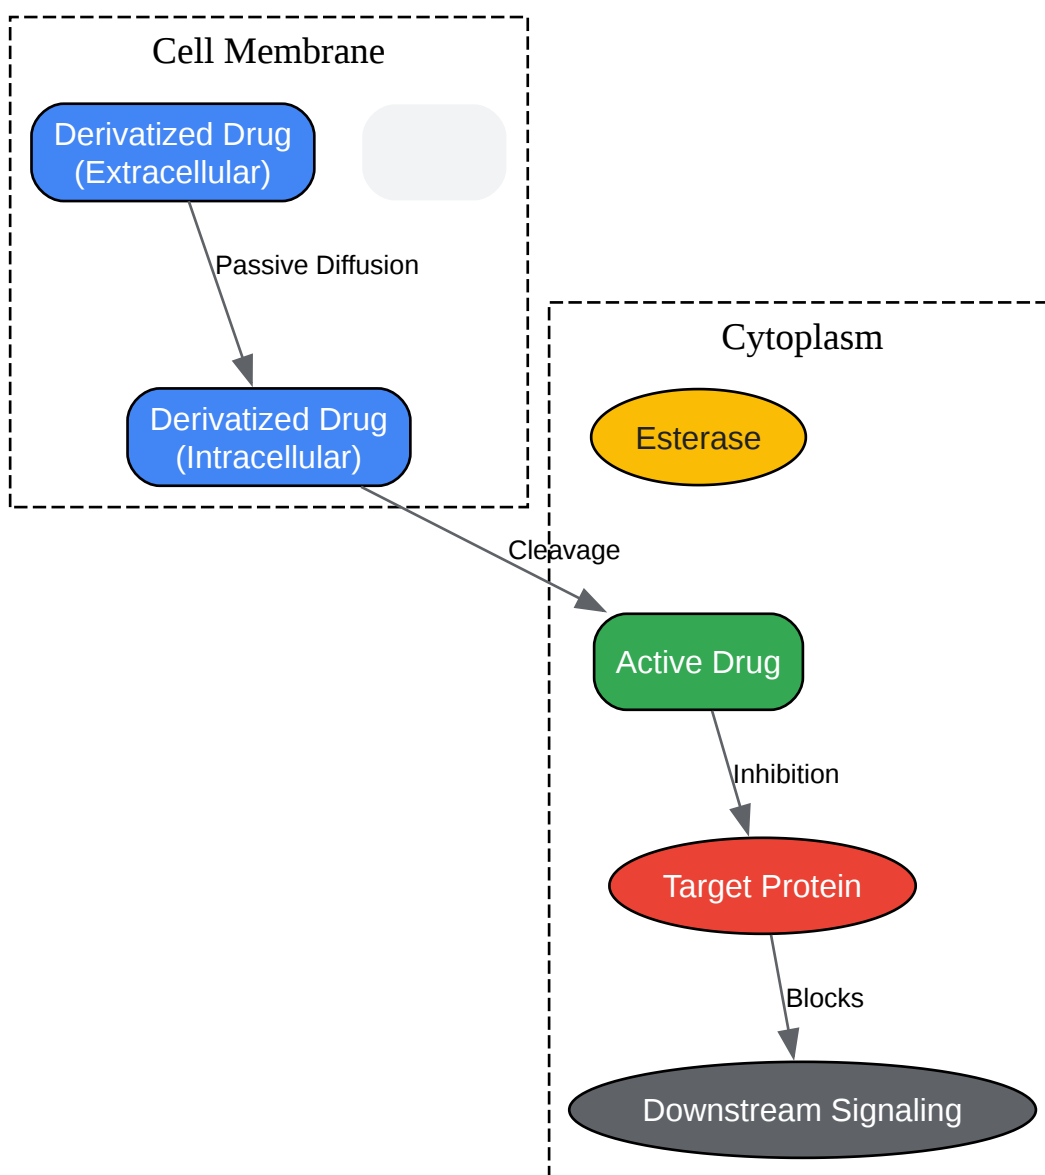 Cell Membrane
Derivatized Drug
(Extracellular)
Passive Diffusion
Cytoplasm
Derivatized Drug
(Intracellular)
Esterase
Cleavage
Active Drug
Inhibition
Target Protein
Blocks
Downstream Signaling